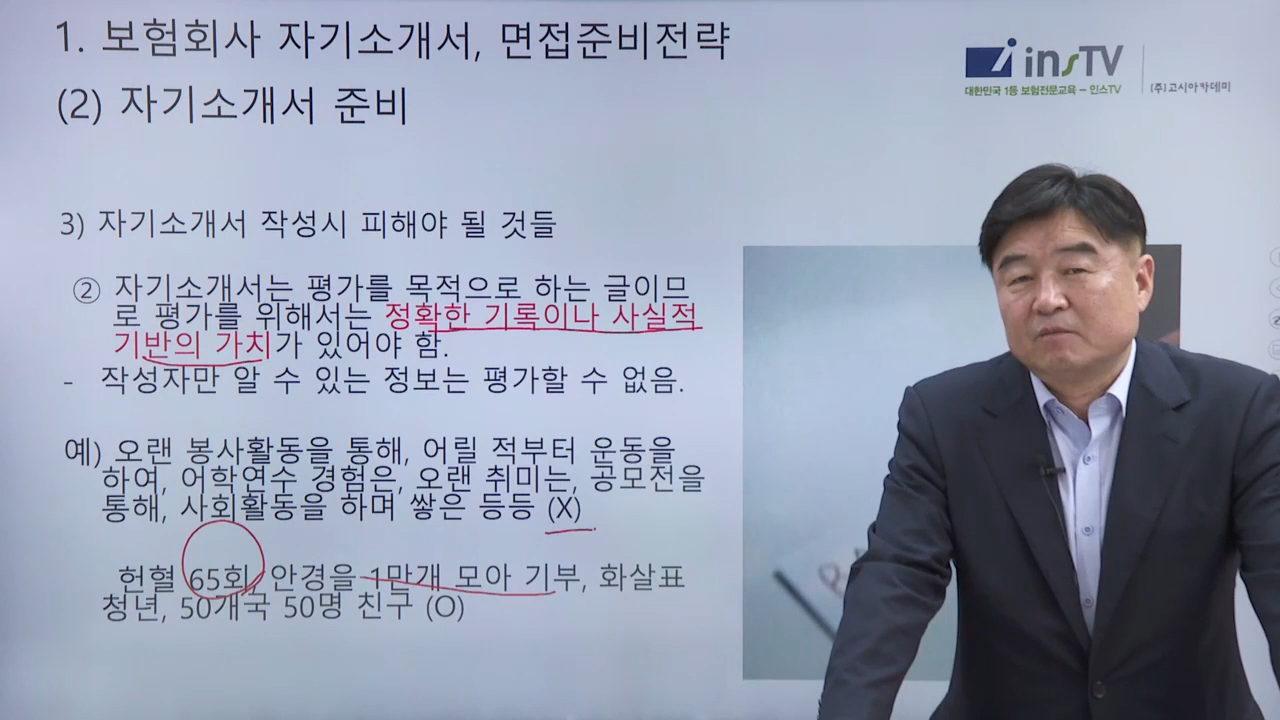 1. 보험회사 자기소개서, 면접준비전략
(2) 자기소개서 준비
insTV
대한민국 1등 보험전문교육 - 인스TV
(주)고시아카데미
3) 자기소개서 작성시 피해야 될 것들
② 자기소개서는 평가를 목적으로 하는 글이므
로 평가를 위해서는 정확한 기록이나 사실적
기반의 가치가 있어야 함.
- 작성자만 알 수 있는 정보는 평가할 수 없음.
예) 오랜 봉사활동을 통해, 어릴 적부터 운동을
하여, 어학연수 경험은, 오랜 취미는, 공모전을
통해, 사회활동을 하며 쌓은 등등 (X)
헌혈 65회, 안경을 1만개 모아 기부, 화살표
청년, 50개국 50명 친구 (O)